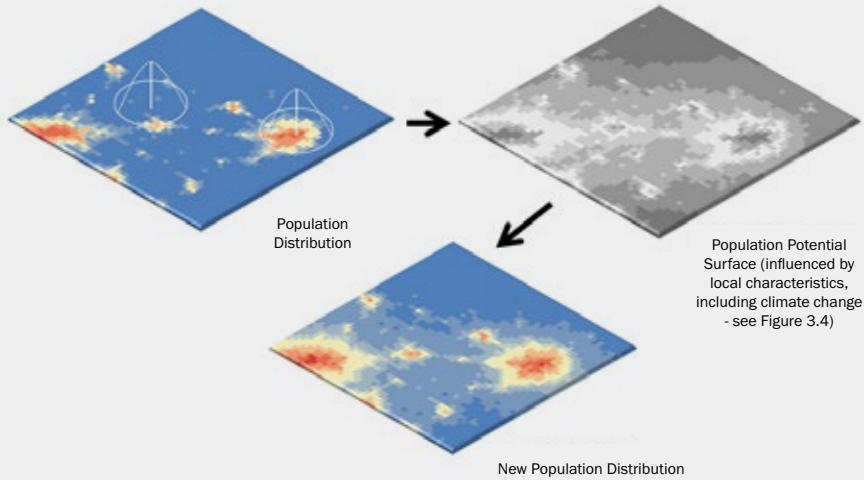 Population
Distribution
Population Potential
Surface (influenced by
local characteristics,
including climate change
- see Figure 3.4)
New Population Distribution